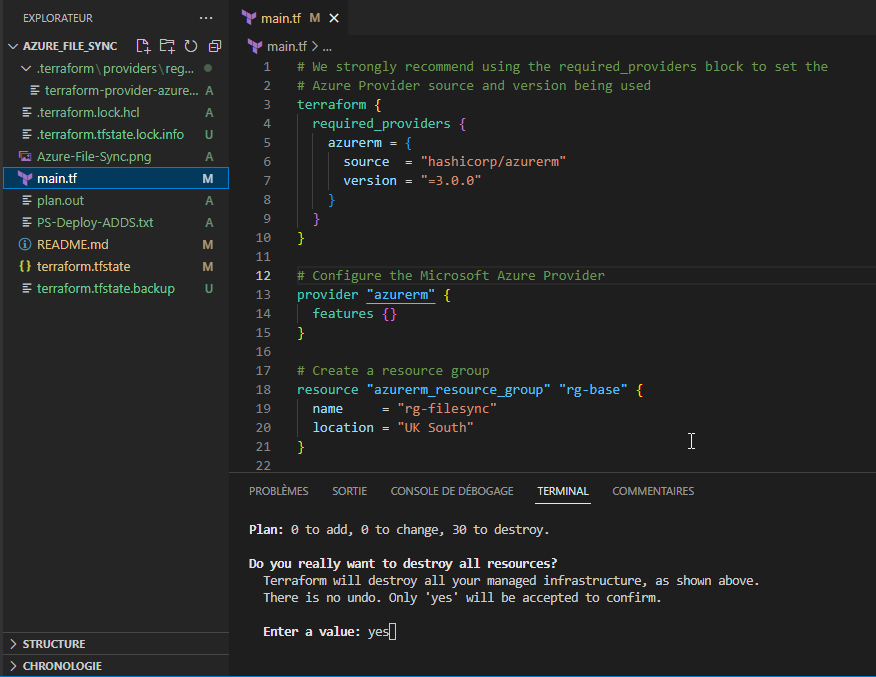 EXPLORATEUR
AZURE_FILE_SYNC
.terraform\providers\reg...
terraform-provider-azure... A
.terraform.lock.hcl A
.terraform.tfstate.lock.info U
Azure-File-Sync.png A
main.tf M
plan.out A
PS-Deploy-ADDS.txt A
README.md M
{} terraform.tfstate M
terraform.tfstate.backup U
STRUCTURE
CHRONOLOGIE
main.tf M
main.tf > ...
1 # We strongly recommend using the required_providers block to set the
2 # Azure Provider source and version being used
3 terraform {
4 required_providers {
5 azurerm = {
6 source = "hashicorp/azurerm"
7 version = "=3.0.0"
8 }
9 }
10 }
11
12 # Configure the Microsoft Azure Provider
13 provider "azurerm" {
14 features {}
15 }
16
17 # Create a resource group
18 resource "azurerm_resource_group" "rg-base" {
19 name = "rg-filesync"
20 location = "UK South"
21 }
22
PROBLÈMES SORTIE CONSOLE DE DÉBOGAGE TERMINAL COMMENTAIRES
Plan: 0 to add, 0 to change, 30 to destroy.
Do you really want to destroy all resources?
Terraform will destroy all your managed infrastructure, as shown above.
There is no undo. Only 'yes' will be accepted to confirm.
Enter a value: yes